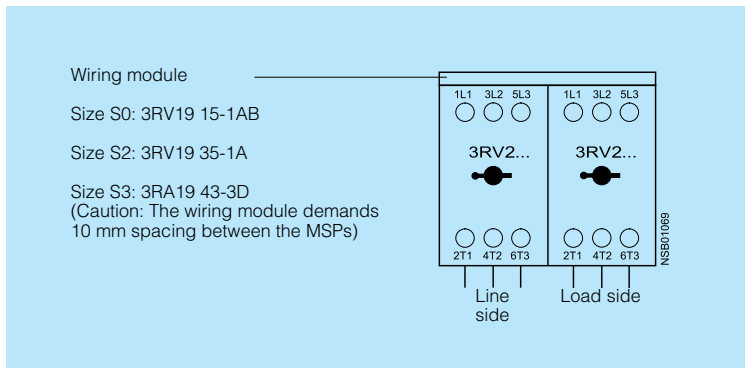 Wiring module
Size S0: 3RV19 15-1AB
Size S2: 3RV19 35-1A
Size S3: 3RA19 43-3D
(Caution: The wiring module demands
10 mm spacing between the MSPs)
1L1 3L2 5L3 1L1 3L2 5L3
3RV2... 3RV2...
2T1 4T2 6T3 2T1 4T2 6T3
Line
side
Load side
NSB01069